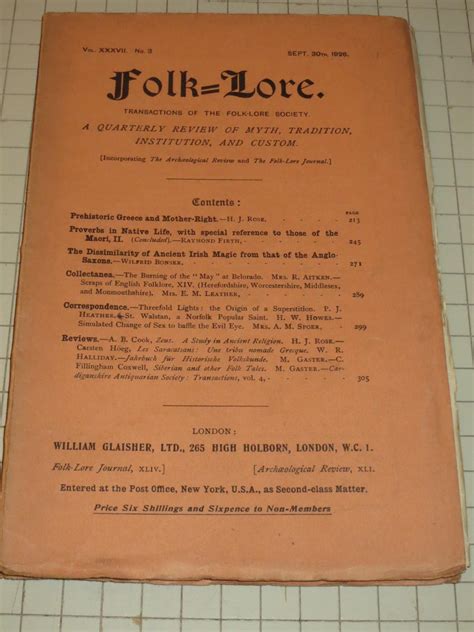 Vol. XXXVII. No. 3 SEPT. 30th, 1926.
Folk=Lore.
TRANSACTIONS OF THE FOLK-LORE SOCIETY.
A QUARTERLY REVIEW OF MYTH, TRADITION,
INSTITUTION, AND CUSTOM.
[Incorporating The Archæological Review and The Folk-Lore Journal.]
Contents:
PAGE
Prehistoric Greece and Mother-Right.—H. J. Rose. 213
Proverbs in Native Life, with special reference to those of the
Maori, II. (Concluded).—Raymond Firth, 245
The Dissimilarity of Ancient Irish Magic from that of the Anglo-
Saxons.—Wilfrid Bonser, 271
Collectanea.—The Burning of the "May" at Belorado. Mrs. R. Aitken.—
Scraps of English Folklore, XIV. (Herefordshire, Worcestershire, Middlesex,
and Monmouthshire). Mrs. E. M. Leather, 289
Correspondence.—Threefold Lights: the Origin of a Superstition. P. J.
Heather.—St. Walstan, a Norfolk Popular Saint. H. W. Howes.—
Simulated Change of Sex to baffle the Evil Eye. Mrs. A. M. Spoer, 299
Reviews.—A. B. Cook, Zeus. A Study in Ancient Religion. H. J. Rose.—
Carsten Höeg, Les Saracatsans: Une tribu nomade Grecque. W. R.
Halliday.—Jahrbuch für Historische Volkskunde. M. Gaster.—C.
Fillingham Coxwell, Siberian and other Folk Tales. M. Gaster.—Car-
diganshire Antiquarian Society: Transactions, vol. 4, 305
LONDON:
WILLIAM GLAISHER, LTD., 265 HIGH HOLBORN, LONDON, W.C. 1.
Folk-Lore Journal, XLIV.] [Archæological Review, XLI.
Entered at the Post Office, New York, U.S.A., as Second-class Matter.
Price Six Shillings and Sixpence to Non-Members